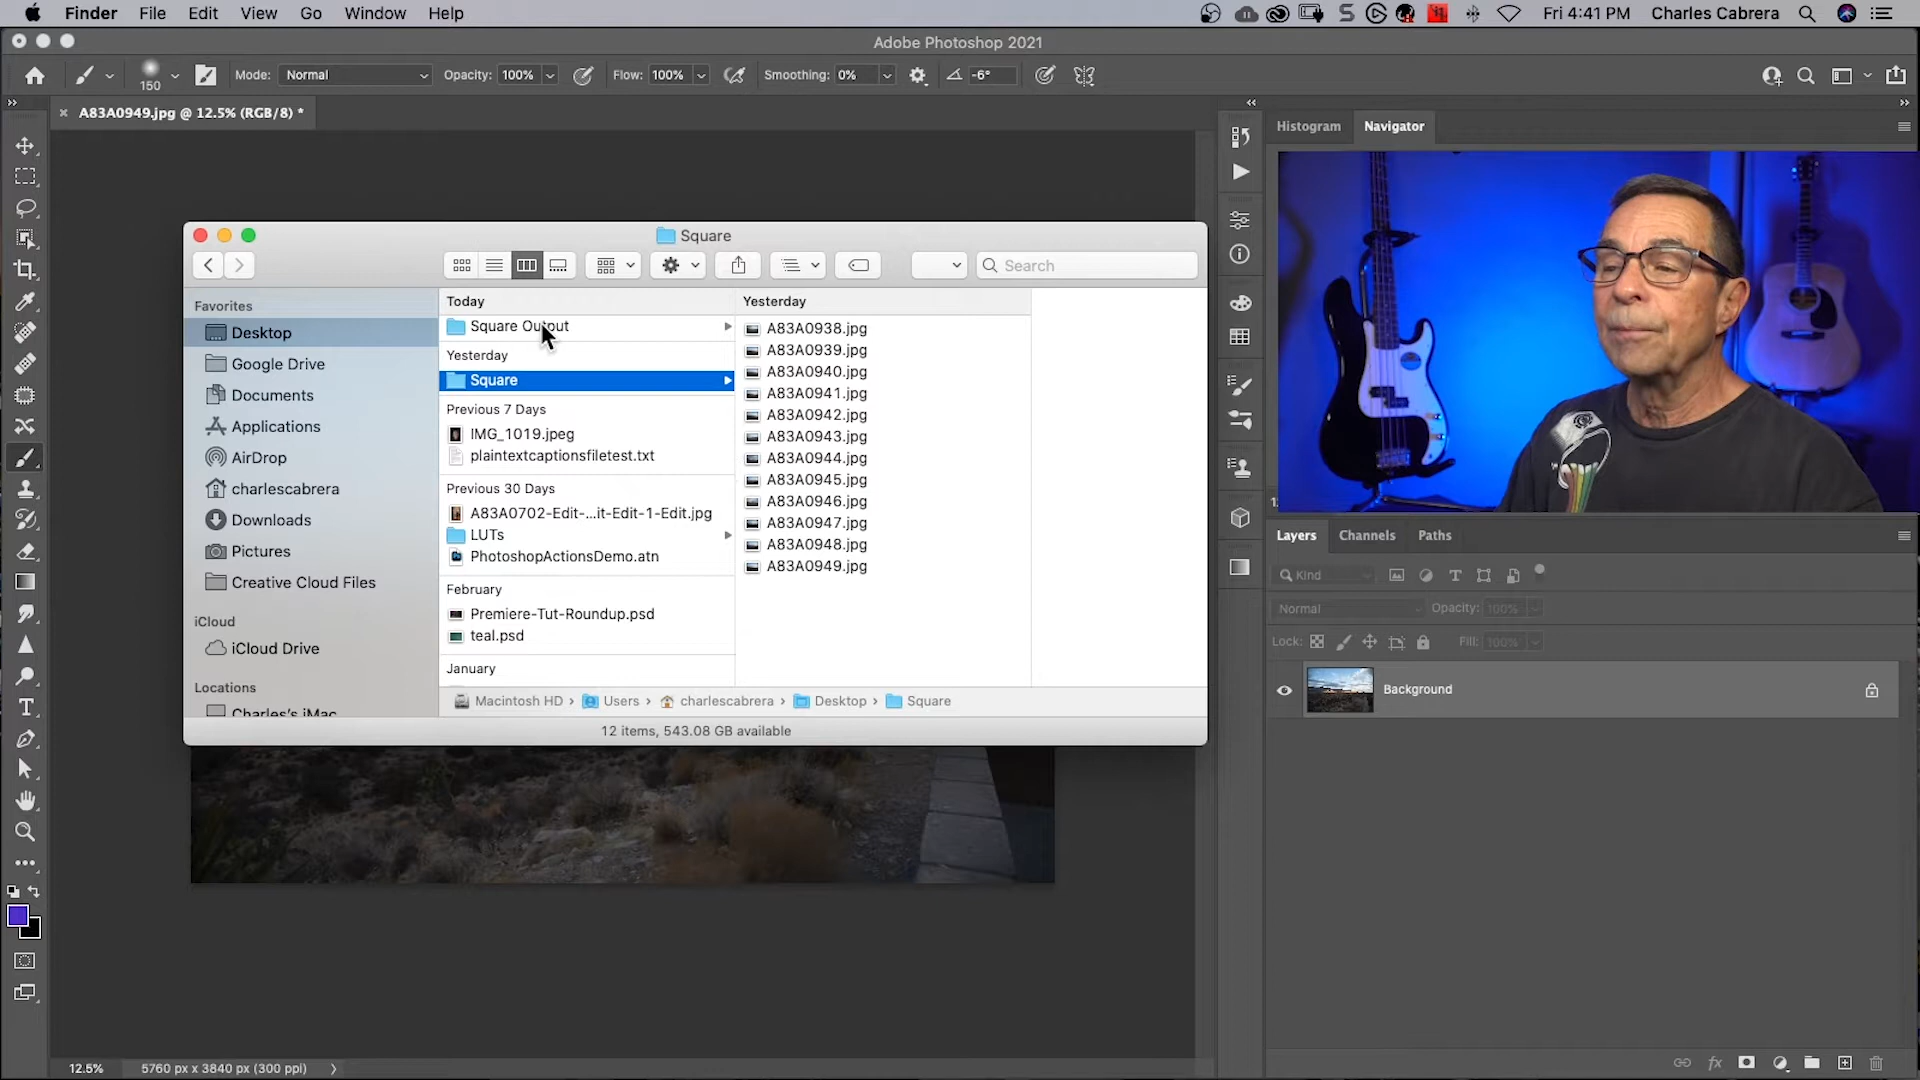 Finder File Edit View Go Window Help
Fri 4:41 PM Charles Cabrera
Adobe Photoshop 2021
150 Mode: Normal Opacity: 100% Flow: 100% Smoothing: 0% -6°
A83A0949.jpg @ 12.5% (RGB/8) *
Histogram Navigator
Square
Search
Favorites
Desktop
Google Drive
Documents
Applications
AirDrop
charlescabrera
Downloads
Pictures
Creative Cloud Files
iCloud
iCloud Drive
Locations
Charles's iMac
Today
Square Output
Yesterday
Square
Previous 7 Days
IMG_1019.jpeg
plaintextcaptionsfiletest.txt
Previous 30 Days
A83A0702-Edit-...it-Edit-1-Edit.jpg
LUTs
PhotoshopActionsDemo.atn
February
Premiere-Tut-Roundup.psd
teal.psd
January
Yesterday
A83A0938.jpg
A83A0939.jpg
A83A0940.jpg
A83A0941.jpg
A83A0942.jpg
A83A0943.jpg
A83A0944.jpg
A83A0945.jpg
A83A0946.jpg
A83A0947.jpg
A83A0948.jpg
A83A0949.jpg
Macintosh HD › Users › charlescabrera › Desktop › Square
12 items, 543.08 GB available
Layers Channels Paths
Kind
Normal Opacity: 100%
Lock: Fill: 100%
Background
fx
12.5% 5760 px x 3840 px (300 ppi)